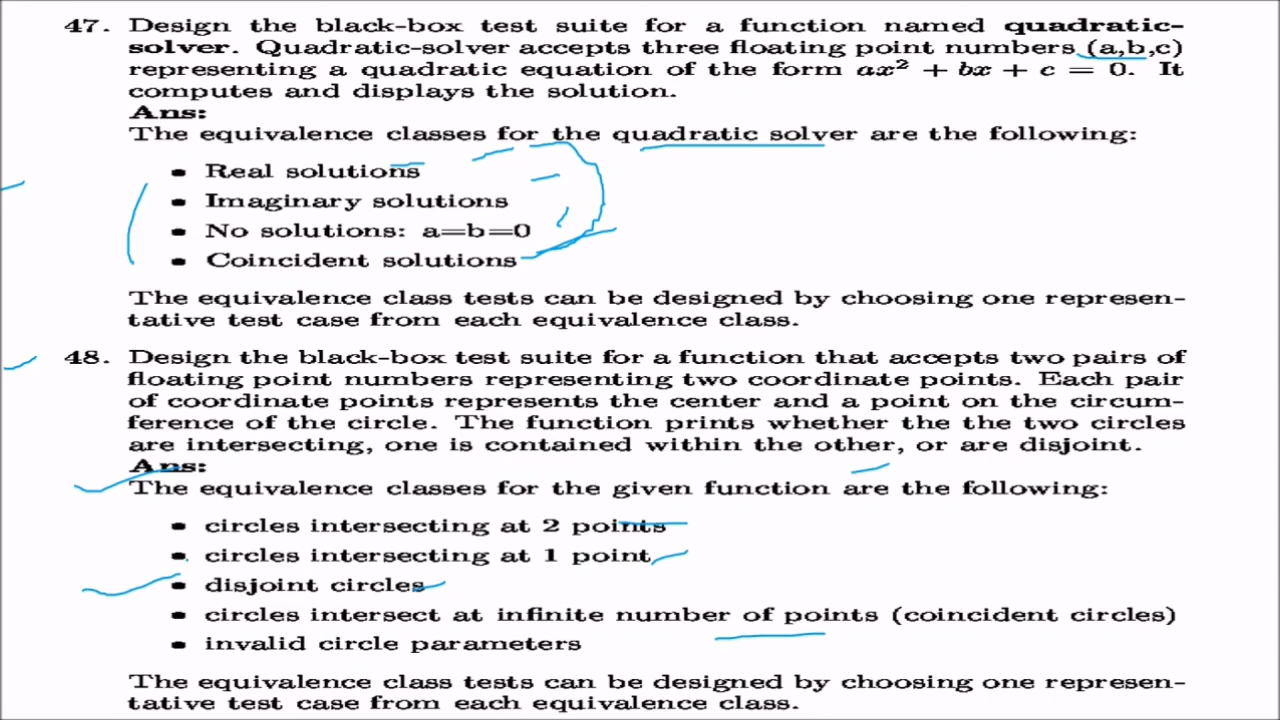 47. Design the black-box test suite for a function named quadratic-
solver. Quadratic-solver accepts three floating point numbers (a,b,c)
representing a quadratic equation of the form ax² + bx + c = 0. It
computes and displays the solution.
Ans:
The equivalence classes for the quadratic solver are the following:
• Real solutions
• Imaginary solutions
• No solutions: a=b=0
• Coincident solutions
The equivalence class tests can be designed by choosing one represen-
tative test case from each equivalence class.
48. Design the black-box test suite for a function that accepts two pairs of
floating point numbers representing two coordinate points. Each pair
of coordinate points represents the center and a point on the circum-
ference of the circle. The function prints whether the the two circles
are intersecting, one is contained within the other, or are disjoint.
Ans:
The equivalence classes for the given function are the following:
• circles intersecting at 2 points
• circles intersecting at 1 point
• disjoint circles
• circles intersect at infinite number of points (coincident circles)
• invalid circle parameters
The equivalence class tests can be designed by choosing one represen-
tative test case from each equivalence class.